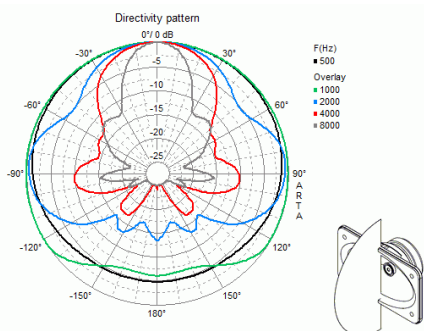 Directivity pattern
0°/ 0 dB
F(Hz)
500
Overlay
1000
2000
4000
8000
-30°
30°
-5
-10
-60°
60°
-15
-20
-25
-90°
90°
A
R
T
A
-120°
120°
-150°
150°
180°